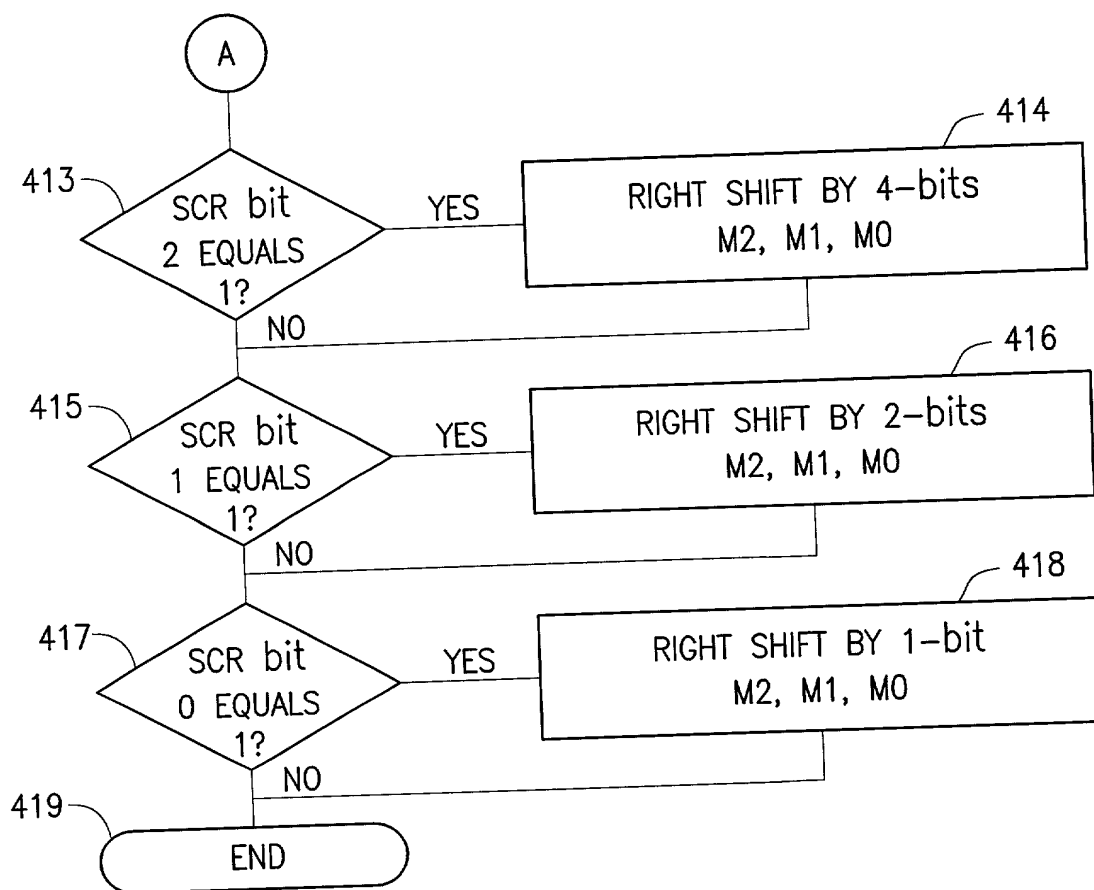 A
413
SCR bit
2 EQUALS
1?
YES
NO
414
RIGHT SHIFT BY 4-bits
M2, M1, M0
415
SCR bit
1 EQUALS
1?
YES
NO
416
RIGHT SHIFT BY 2-bits
M2, M1, M0
417
SCR bit
0 EQUALS
1?
YES
NO
418
RIGHT SHIFT BY 1-bit
M2, M1, M0
419
END